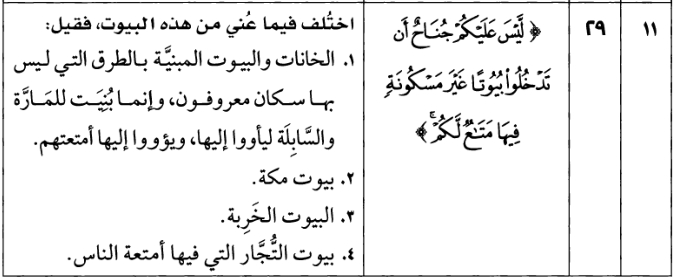 ١١
٢٩
﴿ لَّيْسَ عَلَيْكُمْ جُنَاحٌ أَن
تَدْخُلُوا۟ بُيُوتًا غَيْرَ مَسْكُونَةٍ
فِيهَا مَتَـٰعٌ لَّكُمْ ۚ﴾
اختُلف فيما عُني من هذه البيوت، فقيل:
١. الخانات والبيوت المبنيَّة بالطرق التي ليس
بها سكان معروفون، وإنما بُنِيَت للمَارَّة
والسَّابِلَة ليأووا إليها، ويؤووا إليها أمتعتهم.
٢. بيوت مكة.
٣. البيوت الخَرِبة.
٤. بيوت التُّجَّار التي فيها أمتعة الناس.